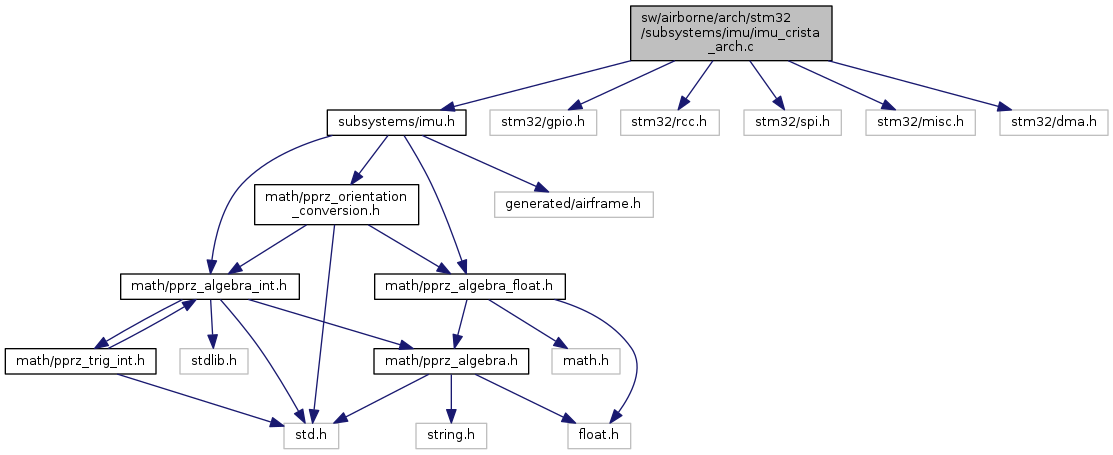 sw/airborne/arch/stm32
/subsystems/imu/imu_crista
_arch.c
subsystems/imu.h
stm32/gpio.h
stm32/rcc.h
stm32/spi.h
stm32/misc.h
stm32/dma.h
math/pprz_orientation
_conversion.h
generated/airframe.h
math/pprz_algebra_int.h
math/pprz_algebra_float.h
math/pprz_trig_int.h
stdlib.h
math/pprz_algebra.h
math.h
std.h
string.h
float.h